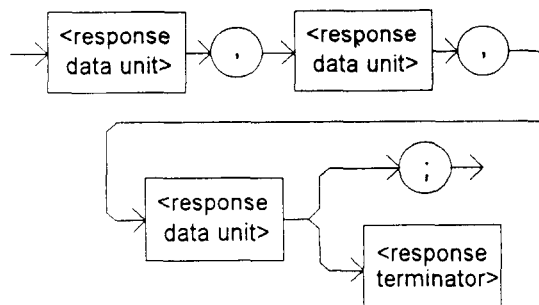 <response
data unit>
,
<response
data unit>
,
<response
data unit>
;
<response
terminator>